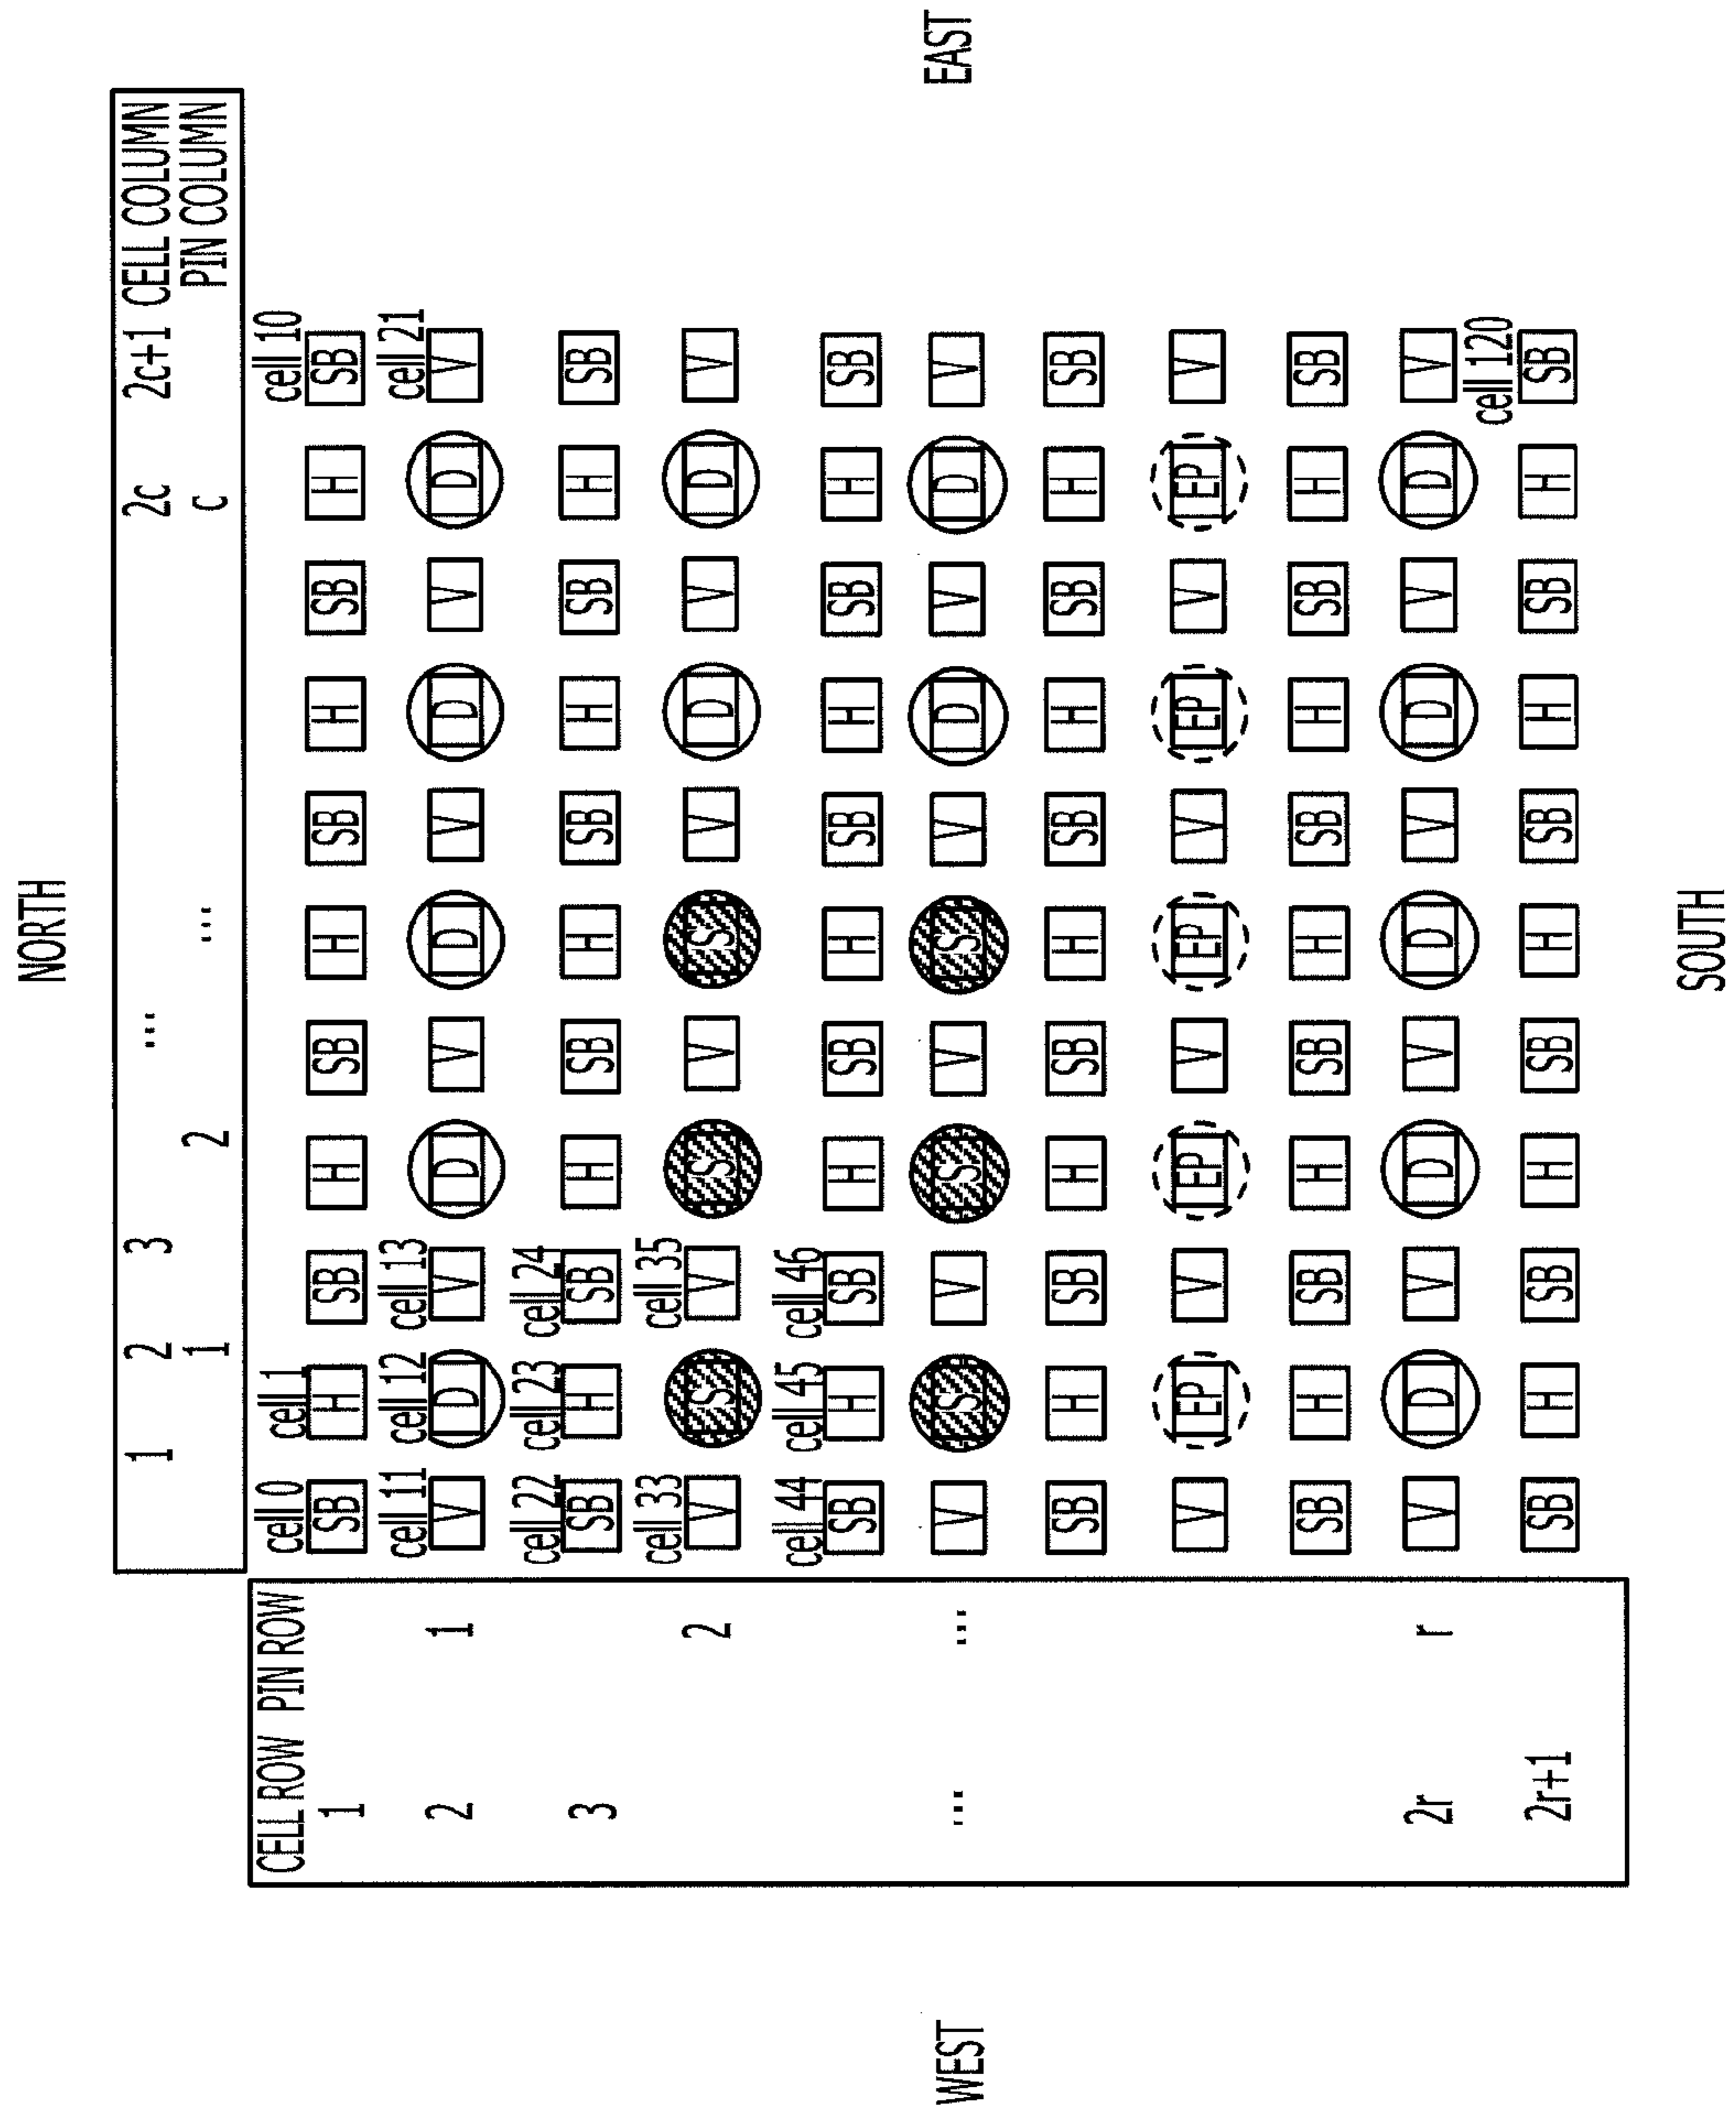 NORTH
1 2 3 ... 2c 2c+1 CELL COLUMN
1 2 ... c PIN COLUMN
CELL ROW PIN ROW
cell 0 cell 1 cell 10
1 SB H SB H SB H SB H SB H SB
cell 11 cell 12 cell 13 cell 21
2 1 V D V D V D V D V D V
cell 22 cell 23 cell 24
3 SB H SB H SB H SB H SB H SB
cell 33 cell 35
2 V S V S V S V D V D V
cell 44 cell 45 cell 46
SB H SB H SB H SB H SB H SB
WEST ... ... V S V S V S V D V D V EAST
SB H SB H SB H SB H SB H SB
V EP V EP V EP V EP V EP V
SB H SB H SB H SB H SB H SB
2r r V D V D V D V D V D V
cell 120
2r+1 SB H SB H SB H SB H SB H SB
SOUTH